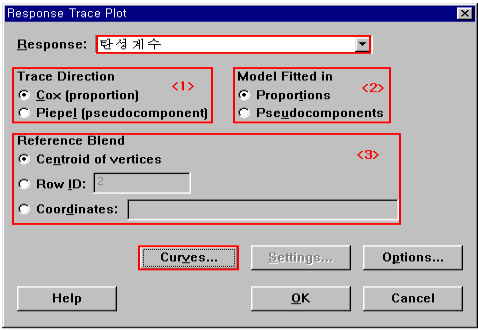 Response Trace Plot
Response: 탄성계수
Trace Direction <1>
Cox (proportion)
Piepel (pseudocomponent)
Model Fitted in
Proportions <2>
Pseudocomponents
Reference Blend
Centroid of vertices <3>
Row ID: 2
Coordinates:
Curves... Settings... Options...
Help OK Cancel